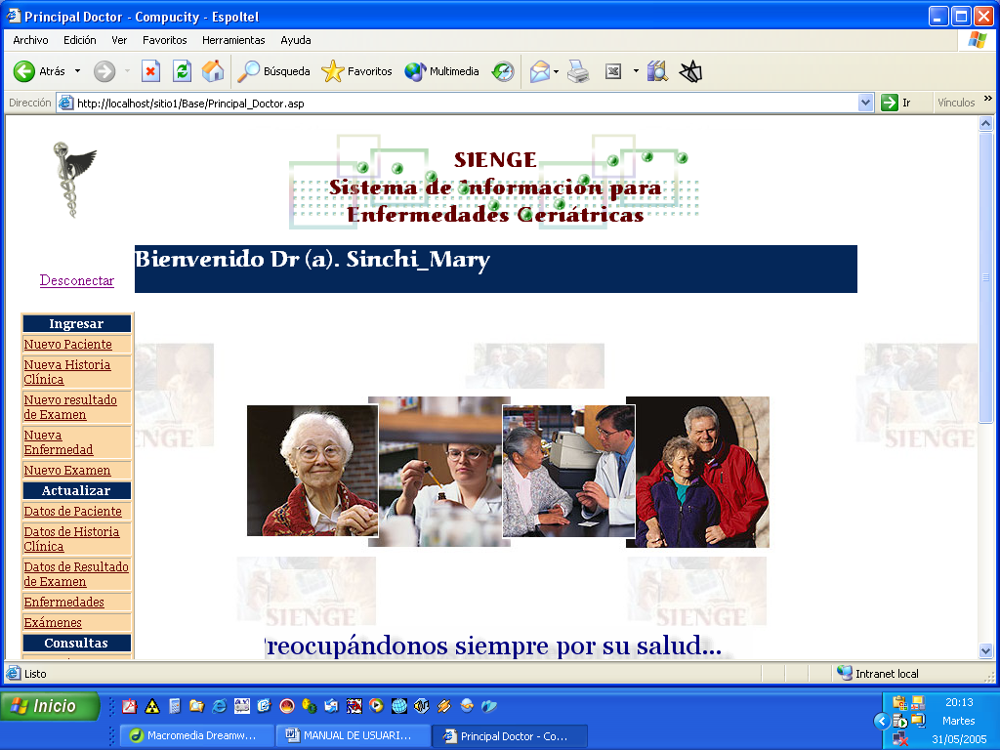 Principal Doctor - Compucity - Espoltel
Archivo Edición Ver Favoritos Herramientas Ayuda
Atrás Búsqueda Favoritos Multimedia
Dirección http://localhost/sitio1/Base/Principal_Doctor.asp Ir Vínculos »
SIENGE
Sistema de Información para
Enfermedades Geriátricas
Bienvenido Dr (a). Sinchi_Mary
Desconectar
Ingresar
Nuevo Paciente
Nueva Historia
Clínica
Nuevo resultado
de Examen
Nueva
Enfermedad
Nuevo Examen
Actualizar
Datos de Paciente
Datos de Historia
Clínica
Datos de Resultado
de Examen
Enfermedades
Exámenes
Consultas
SIENGE
SIENGE
SIENGE
SIENGE
reocupándonos siempre por su salud...
Listo Intranet local
Inicio
20:13
Martes
31/05/2005
Macromedia Dreamw... MANUAL DE USUARI... Principal Doctor - Co...